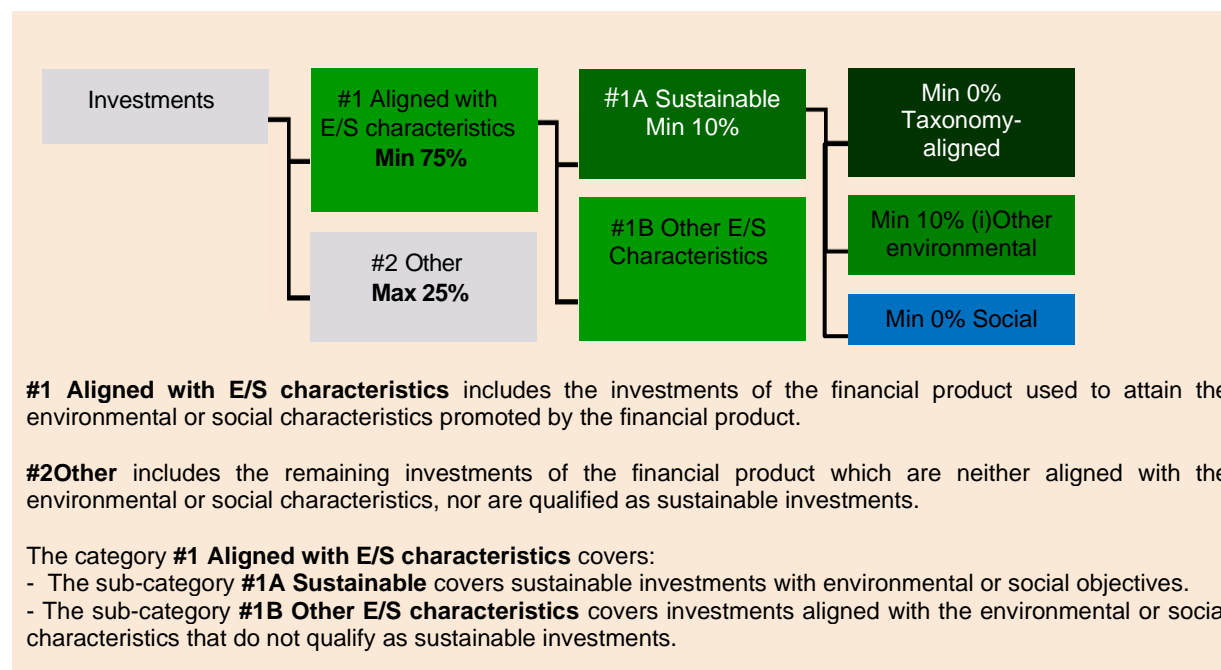 Investments
#1 Aligned with
E/S characteristics
Min 75%
#2 Other
Max 25%
#1A Sustainable
Min 10%
#1B Other E/S
Characteristics
Min 0%
Taxonomy-
aligned
Min 10% (i)Other
environmental
Min 0% Social
#1 Aligned with E/S characteristics includes the investments of the financial product used to attain the
environmental or social characteristics promoted by the financial product.
#2Other includes the remaining investments of the financial product which are neither aligned with the
environmental or social characteristics, nor are qualified as sustainable investments.
The category #1 Aligned with E/S characteristics covers:
- The sub-category #1A Sustainable covers sustainable investments with environmental or social objectives.
- The sub-category #1B Other E/S characteristics covers investments aligned with the environmental or social
characteristics that do not qualify as sustainable investments.